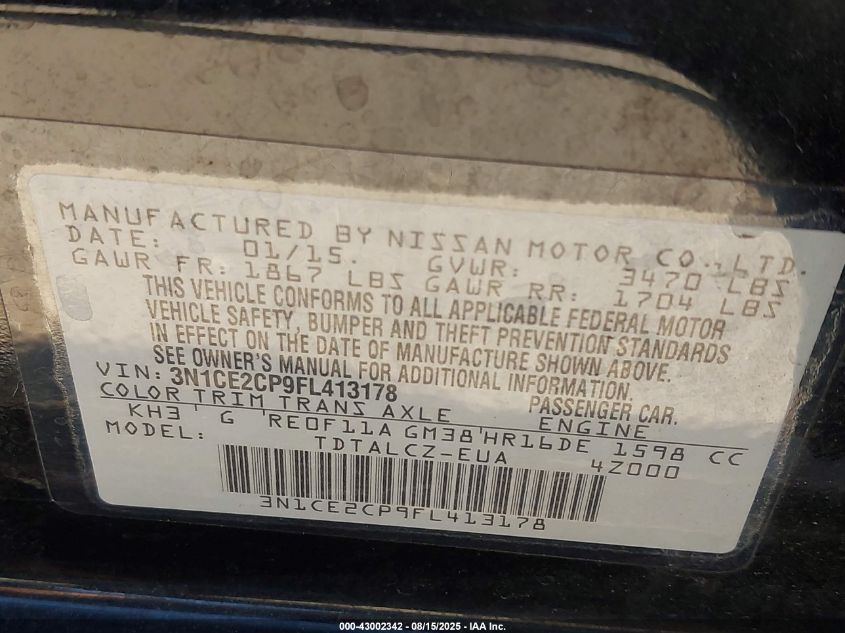 MANUFACTURED BY NISSAN MOTOR CO., LTD.
DATE: 01/15. GVWR: 3470 LBS
GAWR FR: 1867 LBS GAWR RR: 1704 LBS
THIS VEHICLE CONFORMS TO ALL APPLICABLE FEDERAL MOTOR
VEHICLE SAFETY, BUMPER AND THEFT PREVENTION STANDARDS
IN EFFECT ON THE DATE OF MANUFACTURE SHOWN ABOVE.
SEE OWNER'S MANUAL FOR ADDITIONAL INFORMATION.
VIN: 3N1CE2CP9FL413178 PASSENGER CAR.
COLOR TRIM TRANS AXLE ENGINE
KH3 G RE0F11A GM38 HR16DE 1598 CC
MODEL: TDTALCZ-EUA 4Z000
3N1CE2CP9FL413178
000-43002342 - 08/15/2025 - IAA Inc.